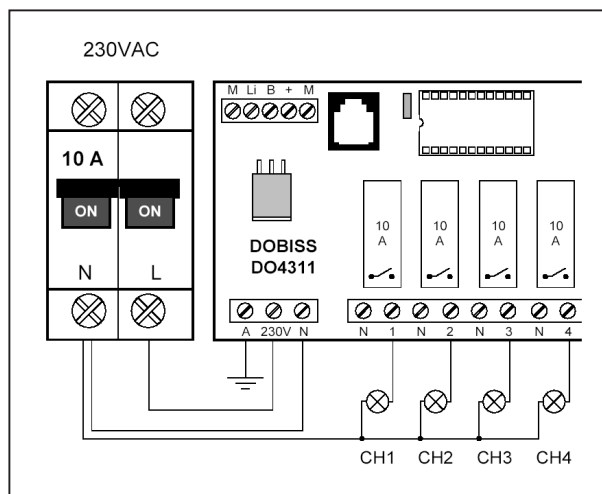 230VAC
M Li B + M
10 A
ON ON
10 A 10 A 10 A 10 A
DOBISS
DO4311
N L
A 230V N N 1 N 2 N 3 N 4
CH1 CH2 CH3 CH4